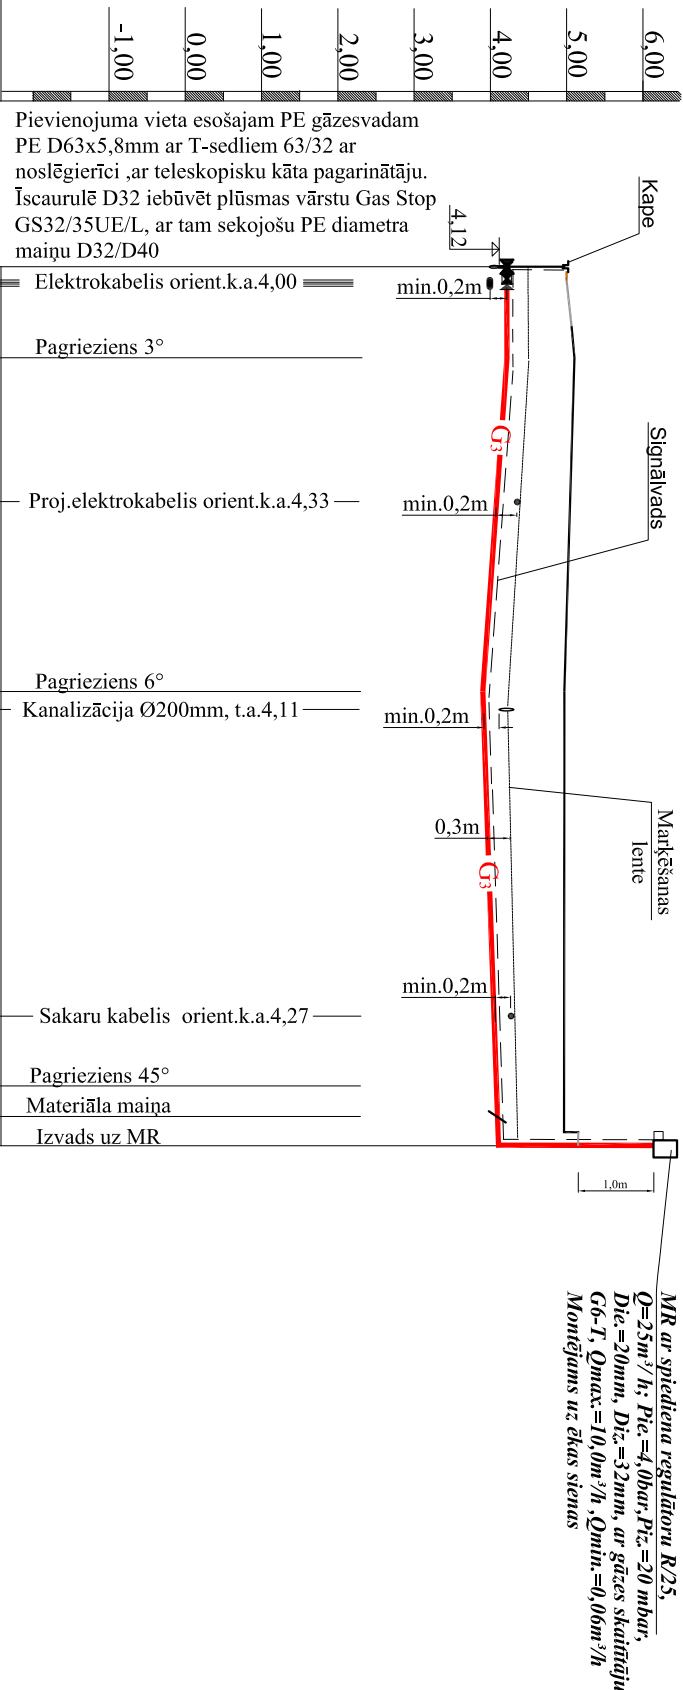 -1,00
0,00
1,00
2,00
3,00
4,00
5,00
6,00
Pievienojuma vieta esošajam PE gāzesvadam
PE D63x5,8mm ar T-sedliem 63/32 ar
noslēgierīci ,ar teleskopisku kāta pagarinātāju.
Īscaurulē D32 iebūvēt plūsmas vārstu Gas Stop
GS32/35UE/L, ar tam sekojošu PE diametra
maiņu D32/D40
4,12
Kape
Elektrokabelis orient.k.a.4,00
min.0,2m
Pagrieziens 3°
G3
Signālvads
Proj.elektrokabelis orient.k.a.4,33
min.0,2m
Pagrieziens 6°
Kanalizācija Ø200mm, t.a.4,11
min.0,2m
Marķēšanas
lente
0,3m
G3
min.0,2m
Sakaru kabelis orient.k.a.4,27
Pagrieziens 45°
Materiāla maiņa
Izvads uz MR
1,0m
MR ar spiediena regulātoru R/25,
Q=25m³/ h; Pie.=4,0bar,Piz.=20 mbar,
Die.=20mm, Diz.=32mm, ar gāzes skaitītāju
G6-T, Qmax.=10,0m³/h ,Qmin.=0,06m³/h
Montējams uz ēkas sienas